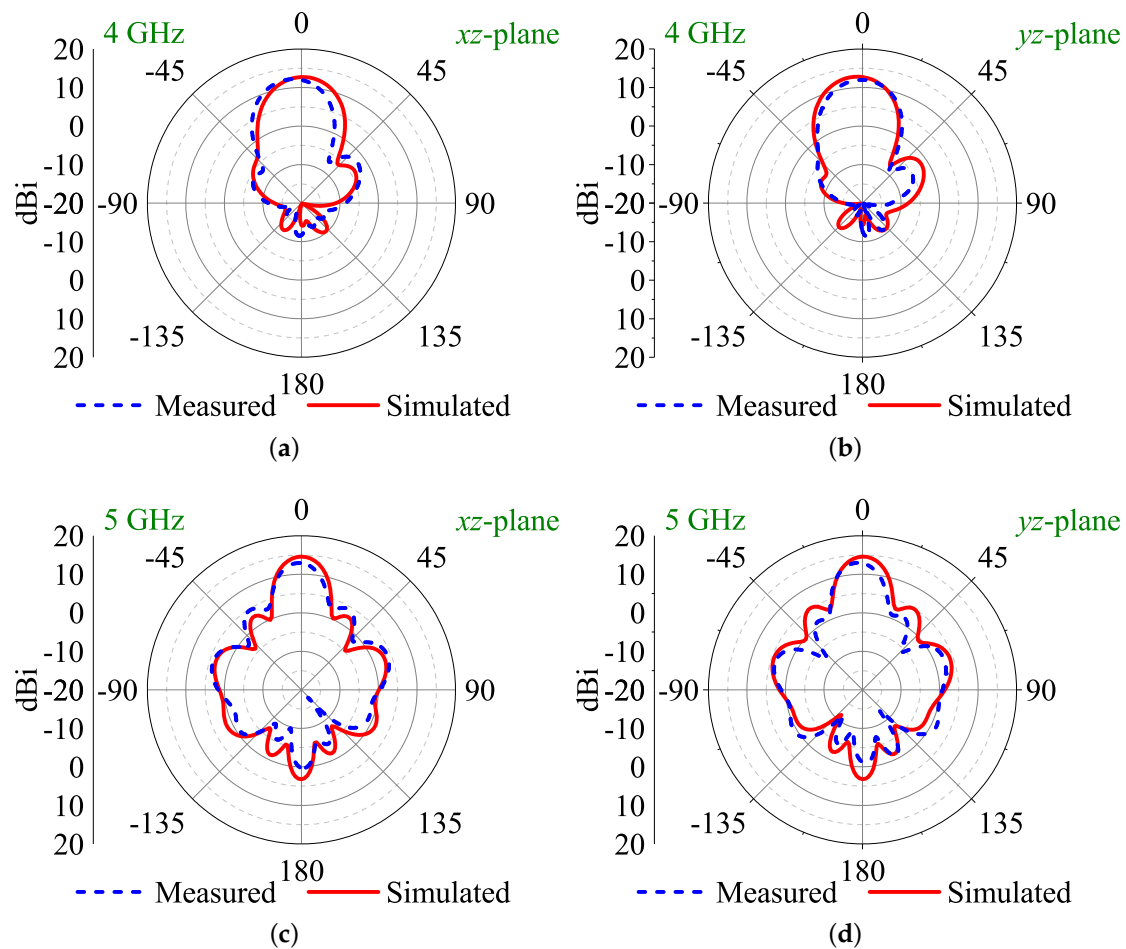 0
4 GHz
xz-plane
20
-45
45
10
0
-10
dBi
-20
-90
90
-10
0
10
-135
135
20
180
Measured
Simulated
(a)
0
4 GHz
yz-plane
20
-45
45
10
0
-10
dBi
-20
-90
90
-10
0
10
-135
135
20
180
Measured
Simulated
(b)
0
5 GHz
xz-plane
20
-45
45
10
0
-10
dBi
-20
-90
90
-10
0
10
-135
135
20
180
Measured
Simulated
(c)
0
5 GHz
yz-plane
20
-45
45
10
0
-10
dBi
-20
-90
90
-10
0
10
-135
135
20
180
Measured
Simulated
(d)